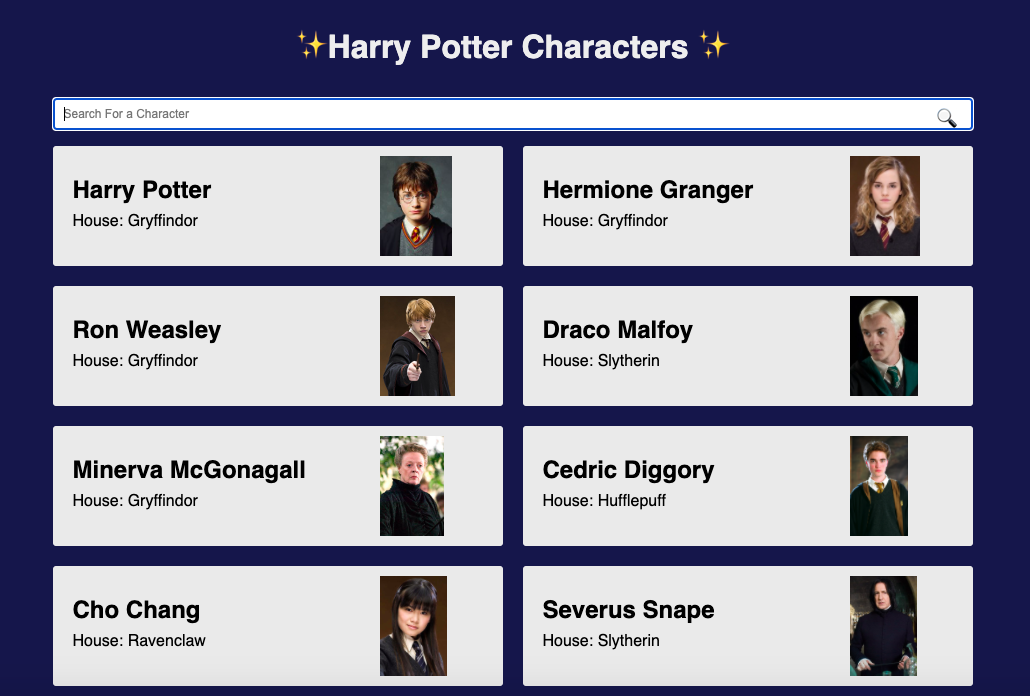 ✨Harry Potter Characters ✨
Search For a Character
Harry Potter
House: Gryffindor
Hermione Granger
House: Gryffindor
Ron Weasley
House: Gryffindor
Draco Malfoy
House: Slytherin
Minerva McGonagall
House: Gryffindor
Cedric Diggory
House: Hufflepuff
Cho Chang
House: Ravenclaw
Severus Snape
House: Slytherin